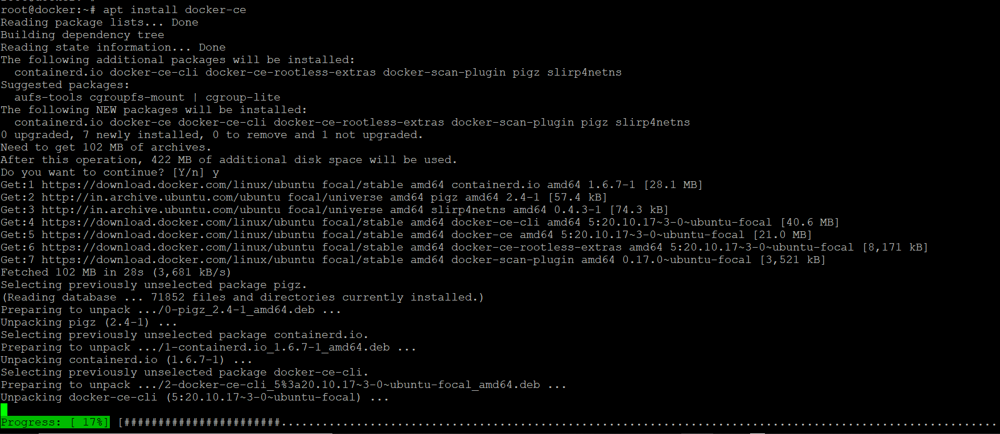 root@docker:~# apt install docker-ce
Reading package lists... Done
Building dependency tree
Reading state information... Done
The following additional packages will be installed:
  containerd.io docker-ce-cli docker-ce-rootless-extras docker-scan-plugin pigz slirp4netns
Suggested packages:
  aufs-tools cgroupfs-mount | cgroup-lite
The following NEW packages will be installed:
  containerd.io docker-ce docker-ce-cli docker-ce-rootless-extras docker-scan-plugin pigz slirp4netns
0 upgraded, 7 newly installed, 0 to remove and 1 not upgraded.
Need to get 102 MB of archives.
After this operation, 422 MB of additional disk space will be used.
Do you want to continue? [Y/n] y
Get:1 https://download.docker.com/linux/ubuntu focal/stable amd64 containerd.io amd64 1.6.7-1 [28.1 MB]
Get:2 http://in.archive.ubuntu.com/ubuntu focal/universe amd64 pigz amd64 2.4-1 [57.4 kB]
Get:3 http://in.archive.ubuntu.com/ubuntu focal/universe amd64 slirp4netns amd64 0.4.3-1 [74.3 kB]
Get:4 https://download.docker.com/linux/ubuntu focal/stable amd64 docker-ce-cli amd64 5:20.10.17~3-0~ubuntu-focal [40.6 MB]
Get:5 https://download.docker.com/linux/ubuntu focal/stable amd64 docker-ce amd64 5:20.10.17~3-0~ubuntu-focal [21.0 MB]
Get:6 https://download.docker.com/linux/ubuntu focal/stable amd64 docker-ce-rootless-extras amd64 5:20.10.17~3-0~ubuntu-focal [8,171 kB]
Get:7 https://download.docker.com/linux/ubuntu focal/stable amd64 docker-scan-plugin amd64 0.17.0~ubuntu-focal [3,521 kB]
Fetched 102 MB in 28s (3,681 kB/s)
Selecting previously unselected package pigz.
(Reading database ... 71852 files and directories currently installed.)
Preparing to unpack .../0-pigz_2.4-1_amd64.deb ...
Unpacking pigz (2.4-1) ...
Selecting previously unselected package containerd.io.
Preparing to unpack .../1-containerd.io_1.6.7-1_amd64.deb ...
Unpacking containerd.io (1.6.7-1) ...
Selecting previously unselected package docker-ce-cli.
Preparing to unpack .../2-docker-ce-cli_5%3a20.10.17~3-0~ubuntu-focal_amd64.deb ...
Unpacking docker-ce-cli (5:20.10.17~3-0~ubuntu-focal) ...
Progress: [ 17%] [#######################.........................................................................................................